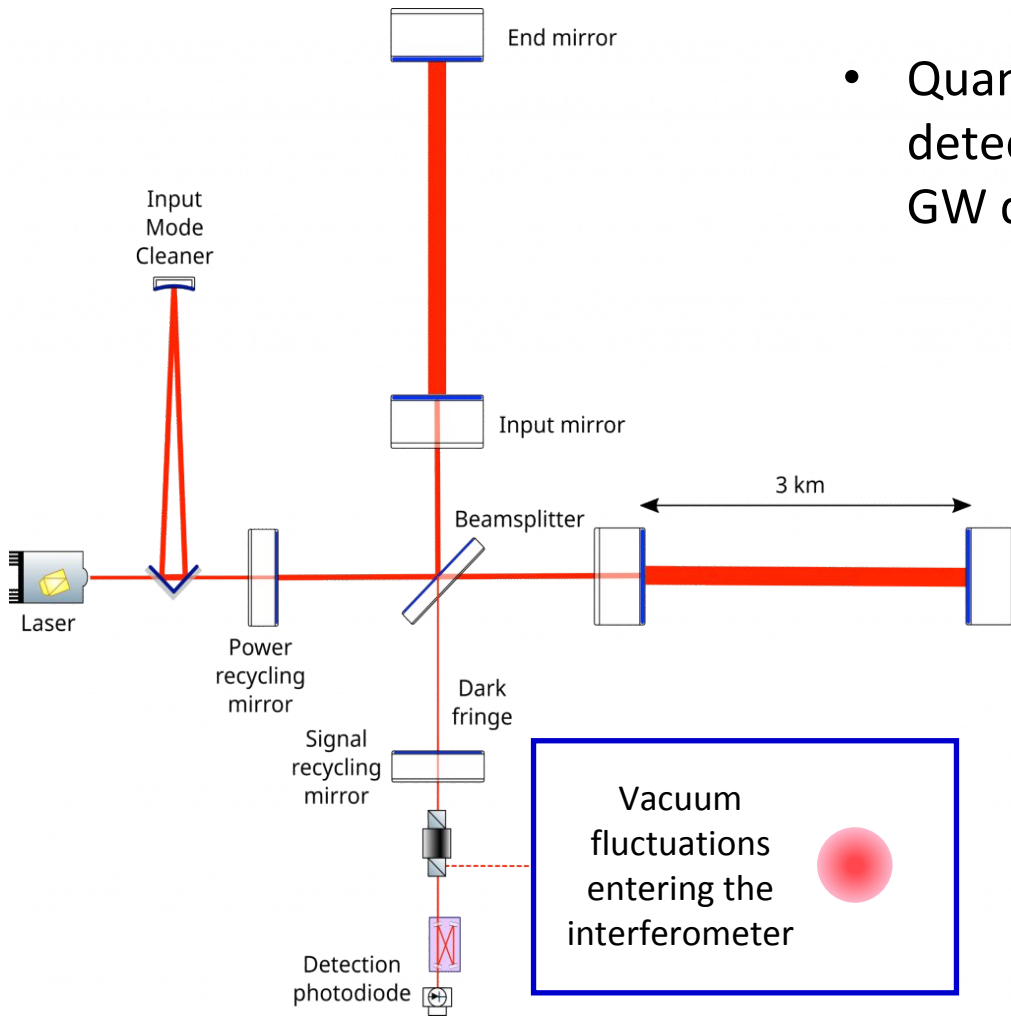 End mirror
• Quan
detec
GW d
Input
Mode
Cleaner
Input mirror
3 km
Beamsplitter
Laser
Power
recycling
mirror
Dark
fringe
Signal
recycling
mirror
Vacuum
fluctuations
entering the
interferometer
Detection
photodiode